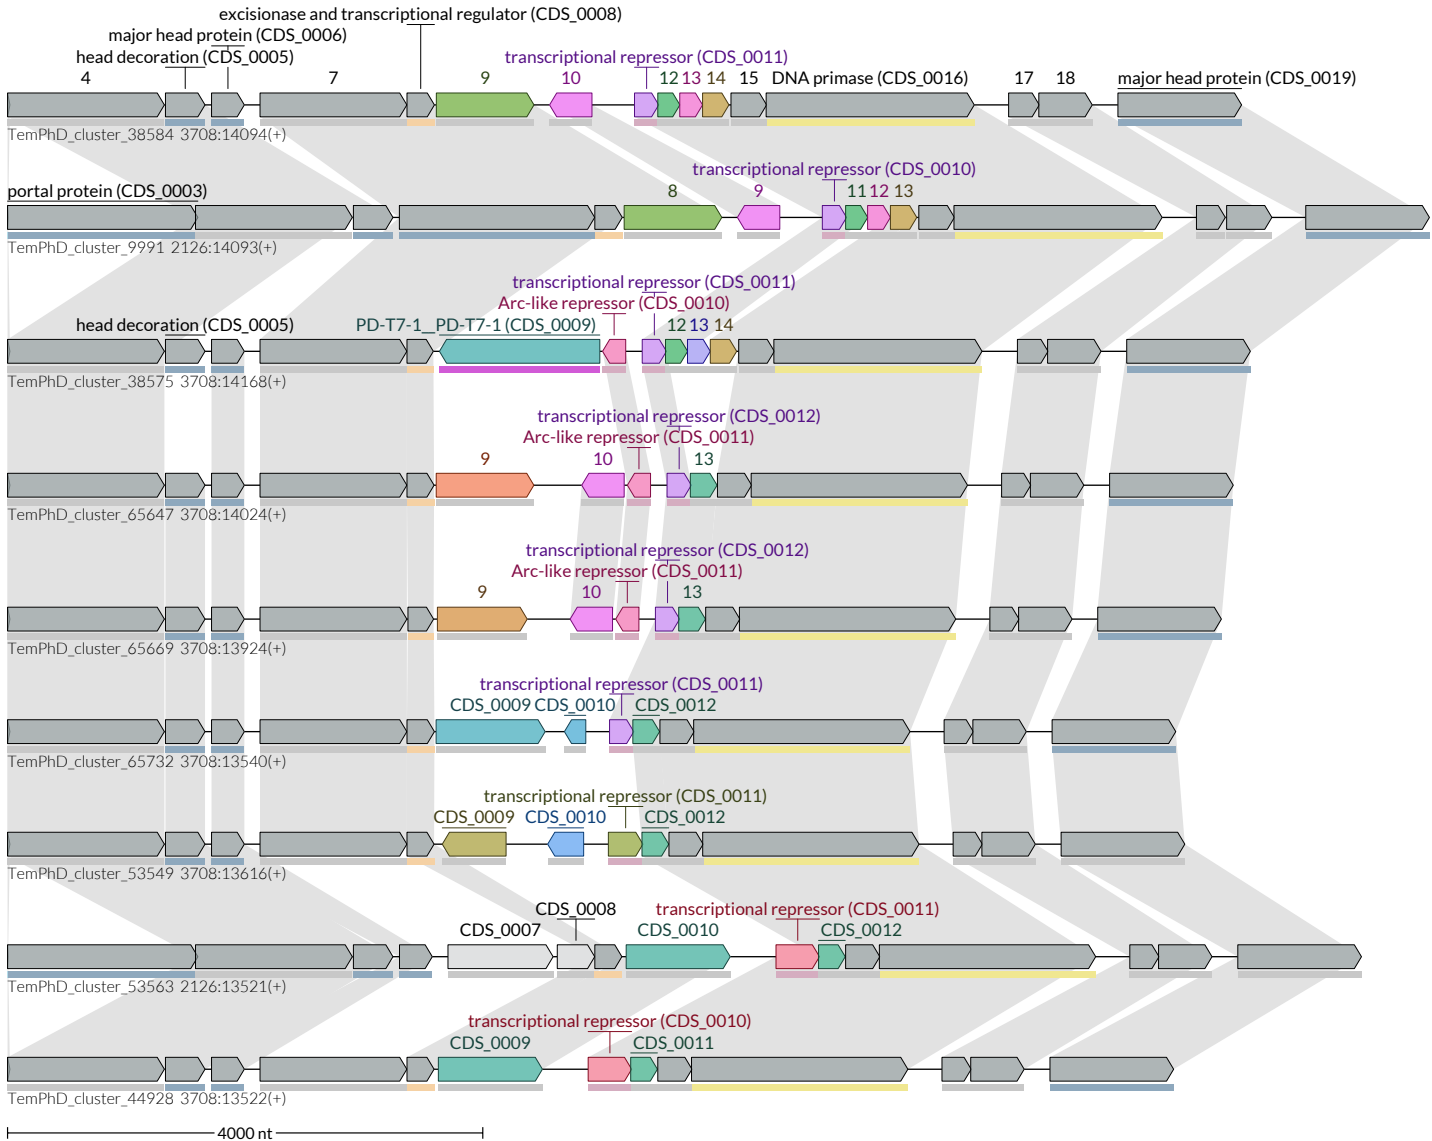 excisionase and transcriptional regulator (CDS_0008)
major head protein (CDS_0006)
head decoration (CDS_0005) transcriptional repressor (CDS_0011)
4 7 9 10 12 13 14 15 DNA primase (CDS_0016) 17 18 major head protein (CDS_0019)
TemPhD_cluster_38584 3708:14094(+)
transcriptional repressor (CDS_0010)
portal protein (CDS_0003) 8 9 11 12 13
TemPhD_cluster_9991 2126:14093(+)
transcriptional repressor (CDS_0011)
Arc-like repressor (CDS_0010)
head decoration (CDS_0005) PD-T7-1__PD-T7-1 (CDS_0009) 12 13 14
TemPhD_cluster_38575 3708:14168(+)
transcriptional repressor (CDS_0012)
Arc-like repressor (CDS_0011)
9 10 13
TemPhD_cluster_65647 3708:14024(+)
transcriptional repressor (CDS_0012)
Arc-like repressor (CDS_0011)
9 10 13
TemPhD_cluster_65669 3708:13924(+)
transcriptional repressor (CDS_0011)
CDS_0009 CDS_0010 CDS_0012
TemPhD_cluster_65732 3708:13540(+)
transcriptional repressor (CDS_0011)
CDS_0009 CDS_0010 CDS_0012
TemPhD_cluster_53549 3708:13616(+)
CDS_0008 transcriptional repressor (CDS_0011)
CDS_0007 CDS_0010 CDS_0012
TemPhD_cluster_53563 2126:13521(+)
transcriptional repressor (CDS_0010)
CDS_0009 CDS_0011
TemPhD_cluster_44928 3708:13522(+)
4000 nt